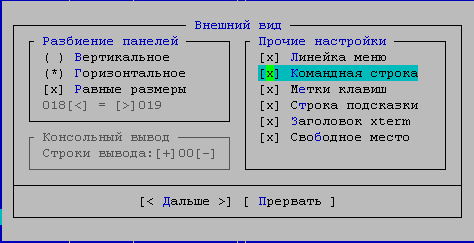 Внешний вид
Разбиение панелей
( ) Вертикальное
(*) Горизонтальное
[x] Равные размеры
018[<] = [>]019
Консольный вывод
Строки вывода:[+]00[-]
Прочие настройки
[x] Линейка меню
[x] Командная строка
[x] Метки клавиш
[x] Строка подсказки
[x] Заголовок xterm
[x] Свободное место
[< Дальше >] [ Прервать ]